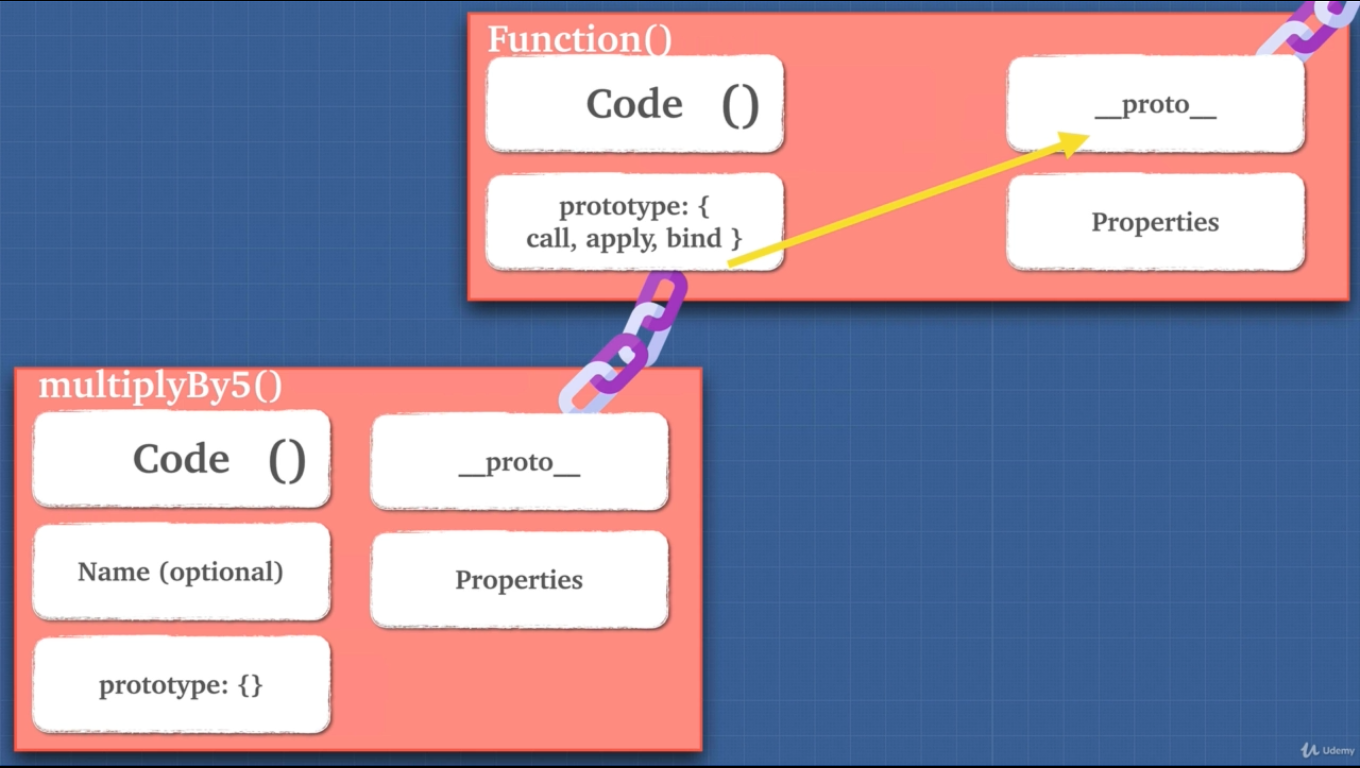 Function()
Code ()
__proto__
prototype: {
call, apply, bind }
Properties
multiplyBy5()
Code ()
__proto__
Name (optional)
Properties
prototype: {}
Udemy